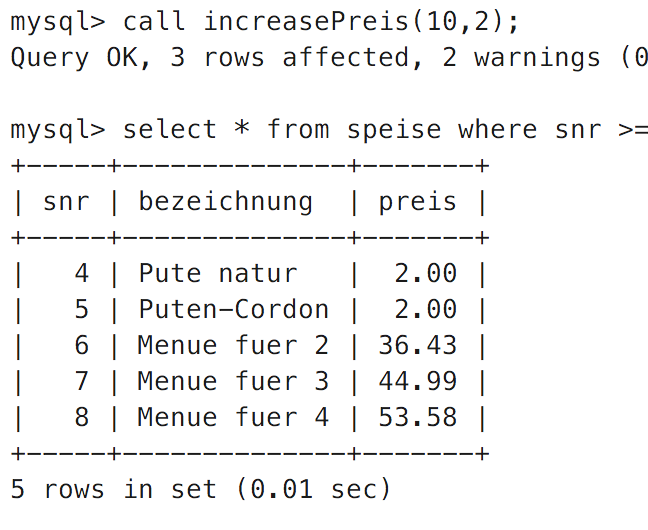 mysql> call increasePreis(10,2);
Query OK, 3 rows affected, 2 warnings (0
mysql> select * from speise where snr >=
+-----+--------------+-------+
| snr | bezeichnung  | preis |
+-----+--------------+-------+
|   4 | Pute natur   |  2.00 |
|   5 | Puten-Cordon |  2.00 |
|   6 | Menue fuer 2 | 36.43 |
|   7 | Menue fuer 3 | 44.99 |
|   8 | Menue fuer 4 | 53.58 |
+-----+--------------+-------+
5 rows in set (0.01 sec)